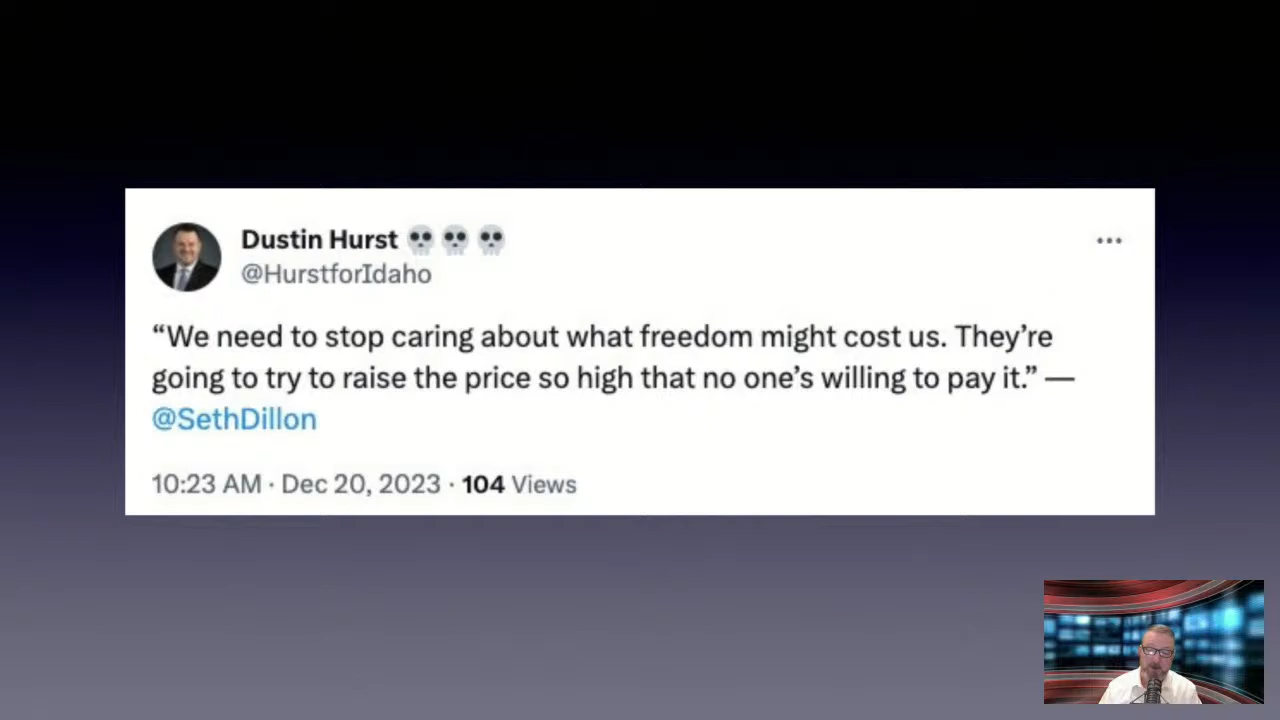 Dustin Hurst 💀💀💀
@HurstforIdaho
“We need to stop caring about what freedom might cost us. They’re
going to try to raise the price so high that no one’s willing to pay it.” —
@SethDillon
10:23 AM · Dec 20, 2023 · 104 Views